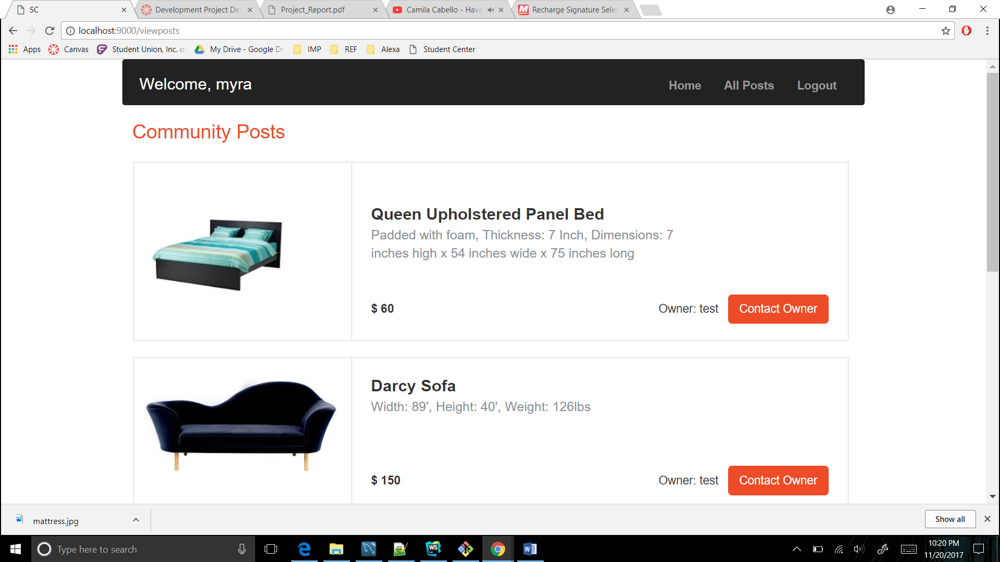 SC
Development Project De
Project_Report.pdf
Camila Cabello - Hav
Recharge Signature Selec
localhost:9000/viewposts
Apps
Canvas
Student Union, Inc. of
My Drive - Google Dr
IMP
REF
Alexa
Student Center
Welcome, myra
Home
All Posts
Logout
Community Posts
Queen Upholstered Panel Bed
Padded with foam, Thickness: 7 Inch, Dimensions: 7
inches high x 54 inches wide x 75 inches long
$ 60
Owner: test
Contact Owner
Darcy Sofa
Width: 89', Height: 40', Weight: 126lbs
$ 150
Owner: test
Contact Owner
mattress.jpg
Show all
Type here to search
WS
10:20 PM
11/20/2017